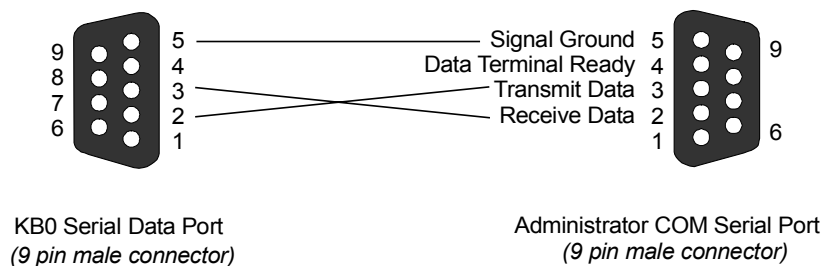 9
8
7
6
5
4
3
2
1
Signal Ground 5
Data Terminal Ready 4
Transmit Data 3
Receive Data 2
1
9
6
KB0 Serial Data Port
(9 pin male connector)
Administrator COM Serial Port
(9 pin male connector)